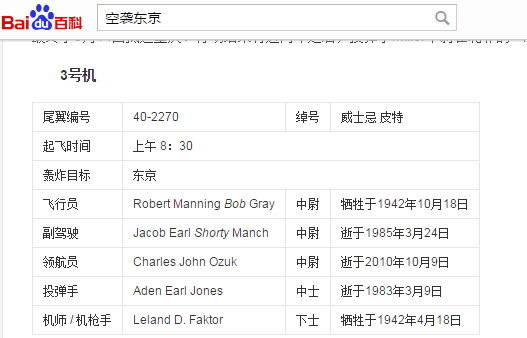 Bai du 百科 空袭东京
3号机
尾翼编号 40-2270 绰号 威士忌 皮特
起飞时间 上午 8：30
轰炸目标 东京
飞行员 Robert Manning Bob Gray 中尉 牺牲于1942年10月18日
副驾驶 Jacob Earl Shorty Manch 中尉 逝于1985年3月24日
领航员 Charles John Ozuk 中尉 逝于2010年10月9日
投弹手 Aden Earl Jones 中士 逝于1983年3月9日
机师 / 机枪手 Leland D. Faktor 下士 牺牲于1942年4月18日